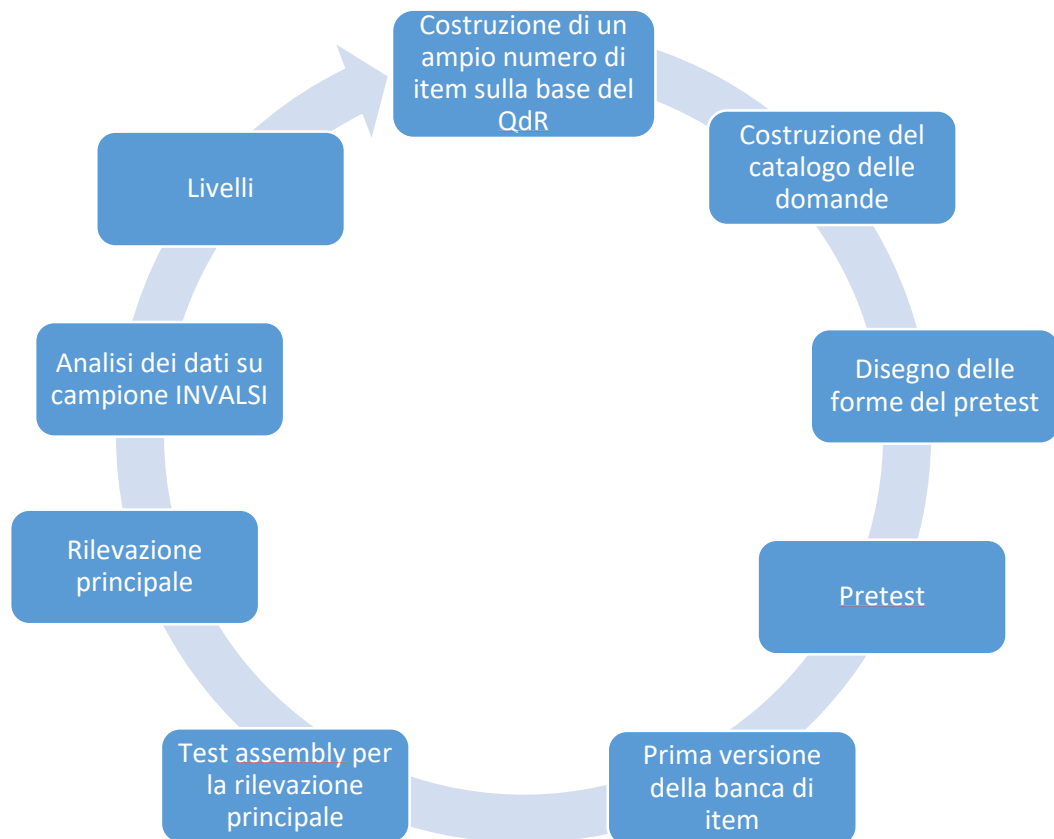 Costruzione di un
ampio numero di
item sulla base del
QdR
Costruzione del
catalogo delle
domande
Disegno delle
forme del pretest
Pretest
Prima versione
della banca di
item
Test assembly per
la rilevazione
principale
Rilevazione
principale
Analisi dei dati su
campione INVALSI
Livelli